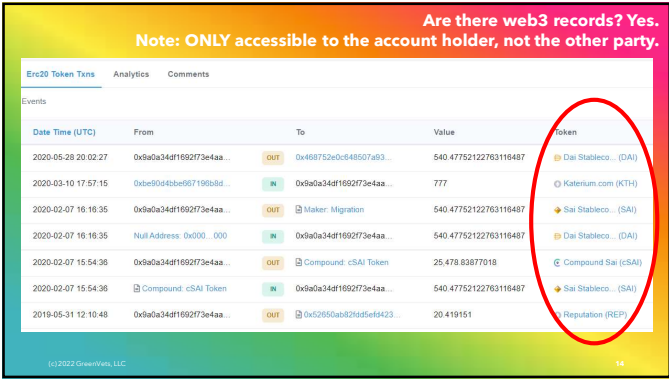 Are there web3 records? Yes.
Note: ONLY accessible to the account holder, not the other party.
Erc20 Token Txns Analytics Comments
Events
Date Time (UTC) From To Value Token
2020-05-28 20:02:27 0x9a0a34df1692f73e4aa... OUT 0x468752e0c648507a93... 540.47752122763116487 Dai Stableco... (DAI)
2020-03-10 17:57:15 0xbe90d4bbe667196b8d... IN 0x9a0a34df1692f73e4aa... 777 Katerium.com (KTH)
2020-02-07 16:16:35 0x9a0a34df1692f73e4aa... OUT Maker: Migration 540.47752122763116487 Sai Stableco... (SAI)
2020-02-07 16:16:35 Null Address: 0x000...000 IN 0x9a0a34df1692f73e4aa... 540.47752122763116487 Dai Stableco... (DAI)
2020-02-07 15:54:36 0x9a0a34df1692f73e4aa... OUT Compound: cSAI Token 25,478.83877018 Compound Sai (cSAI)
2020-02-07 15:54:36 Compound: cSAI Token IN 0x9a0a34df1692f73e4aa... 540.47752122763116487 Sai Stableco... (SAI)
2019-05-31 12:10:48 0x9a0a34df1692f73e4aa... OUT 0x52650ab82fdd5efd423... 20.419151 Reputation (REP)
(c) 2022 GreenVets, LLC 14